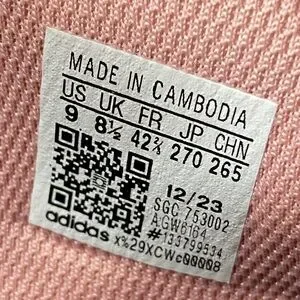 MADE IN CAMBODIA
US UK FR JP CHN
9 8½ 42⅔ 270 265
12/23
SGC 753002
AGW6164
#133799534
adidas x%29XCWc00008